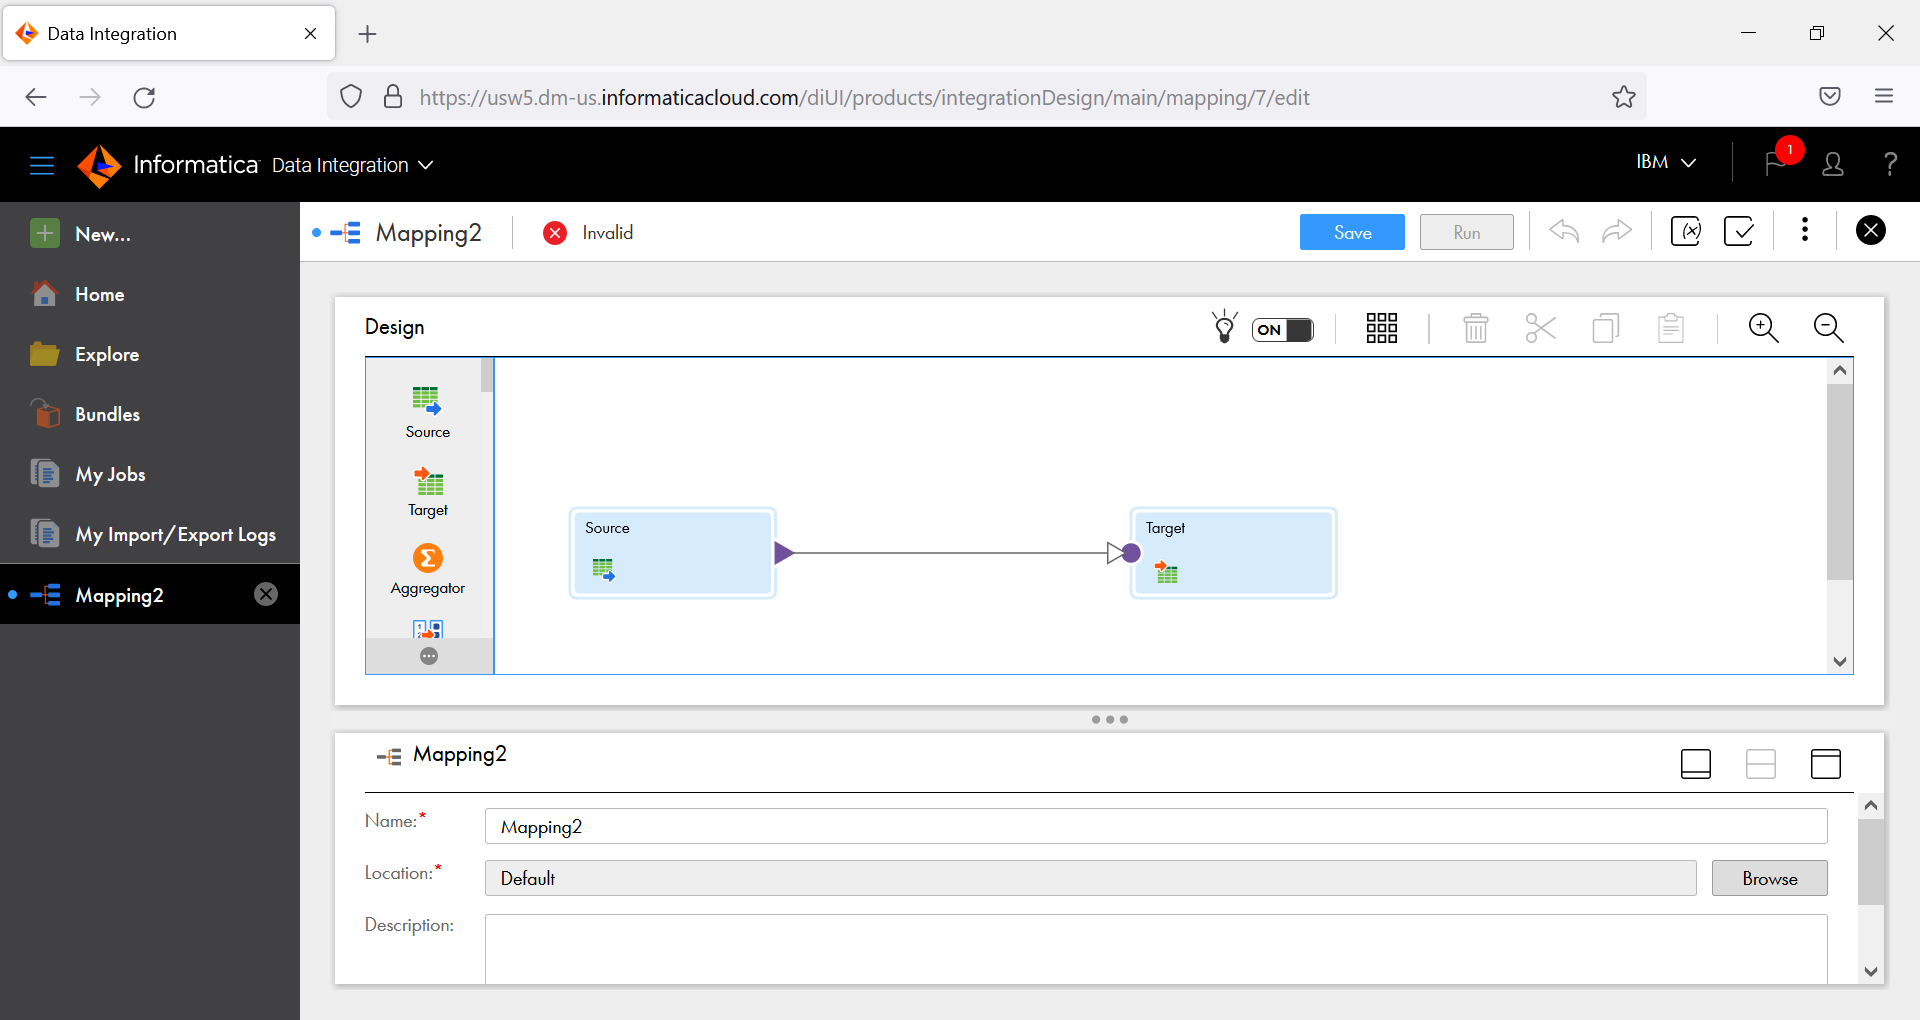 Data Integration
https://usw5.dm-us.informaticacloud.com/diUI/products/integrationDesign/main/mapping/7/edit
Informatica Data Integration
IBM
1
?
New...
Home
Explore
Bundles
My Jobs
My Import/Export Logs
Mapping2
Mapping2
Invalid
Save
Run
(x)
Design
ON
Source
Target
Aggregator
Source
Target
Mapping2
Name:*
Mapping2
Location:*
Default
Browse
Description: